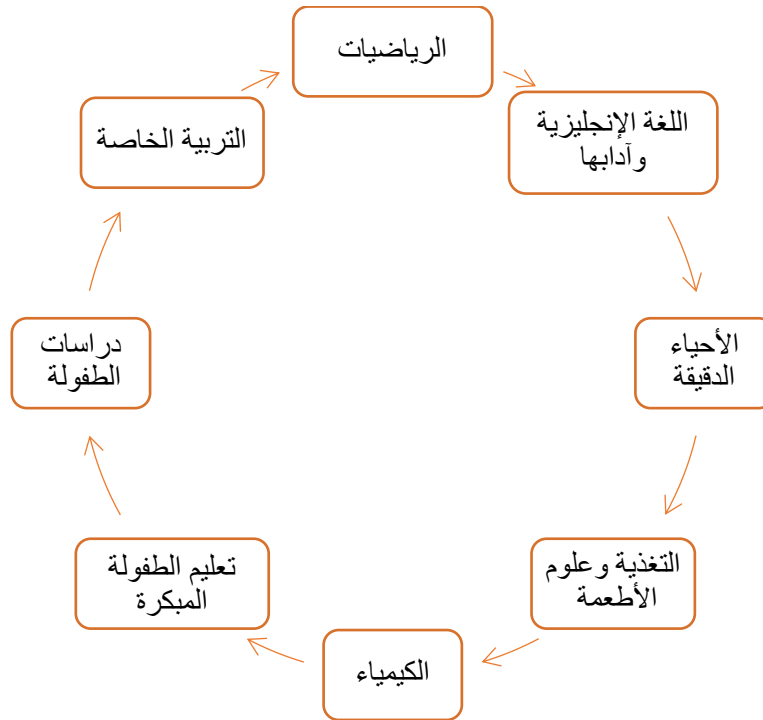 الرياضيات
اللغة الإنجليزية
وآدابها
الأحياء
الدقيقة
التغذية وعلوم
الأطعمة
الكيمياء
تعليم الطفولة
المبكرة
دراسات
الطفولة
التربية الخاصة